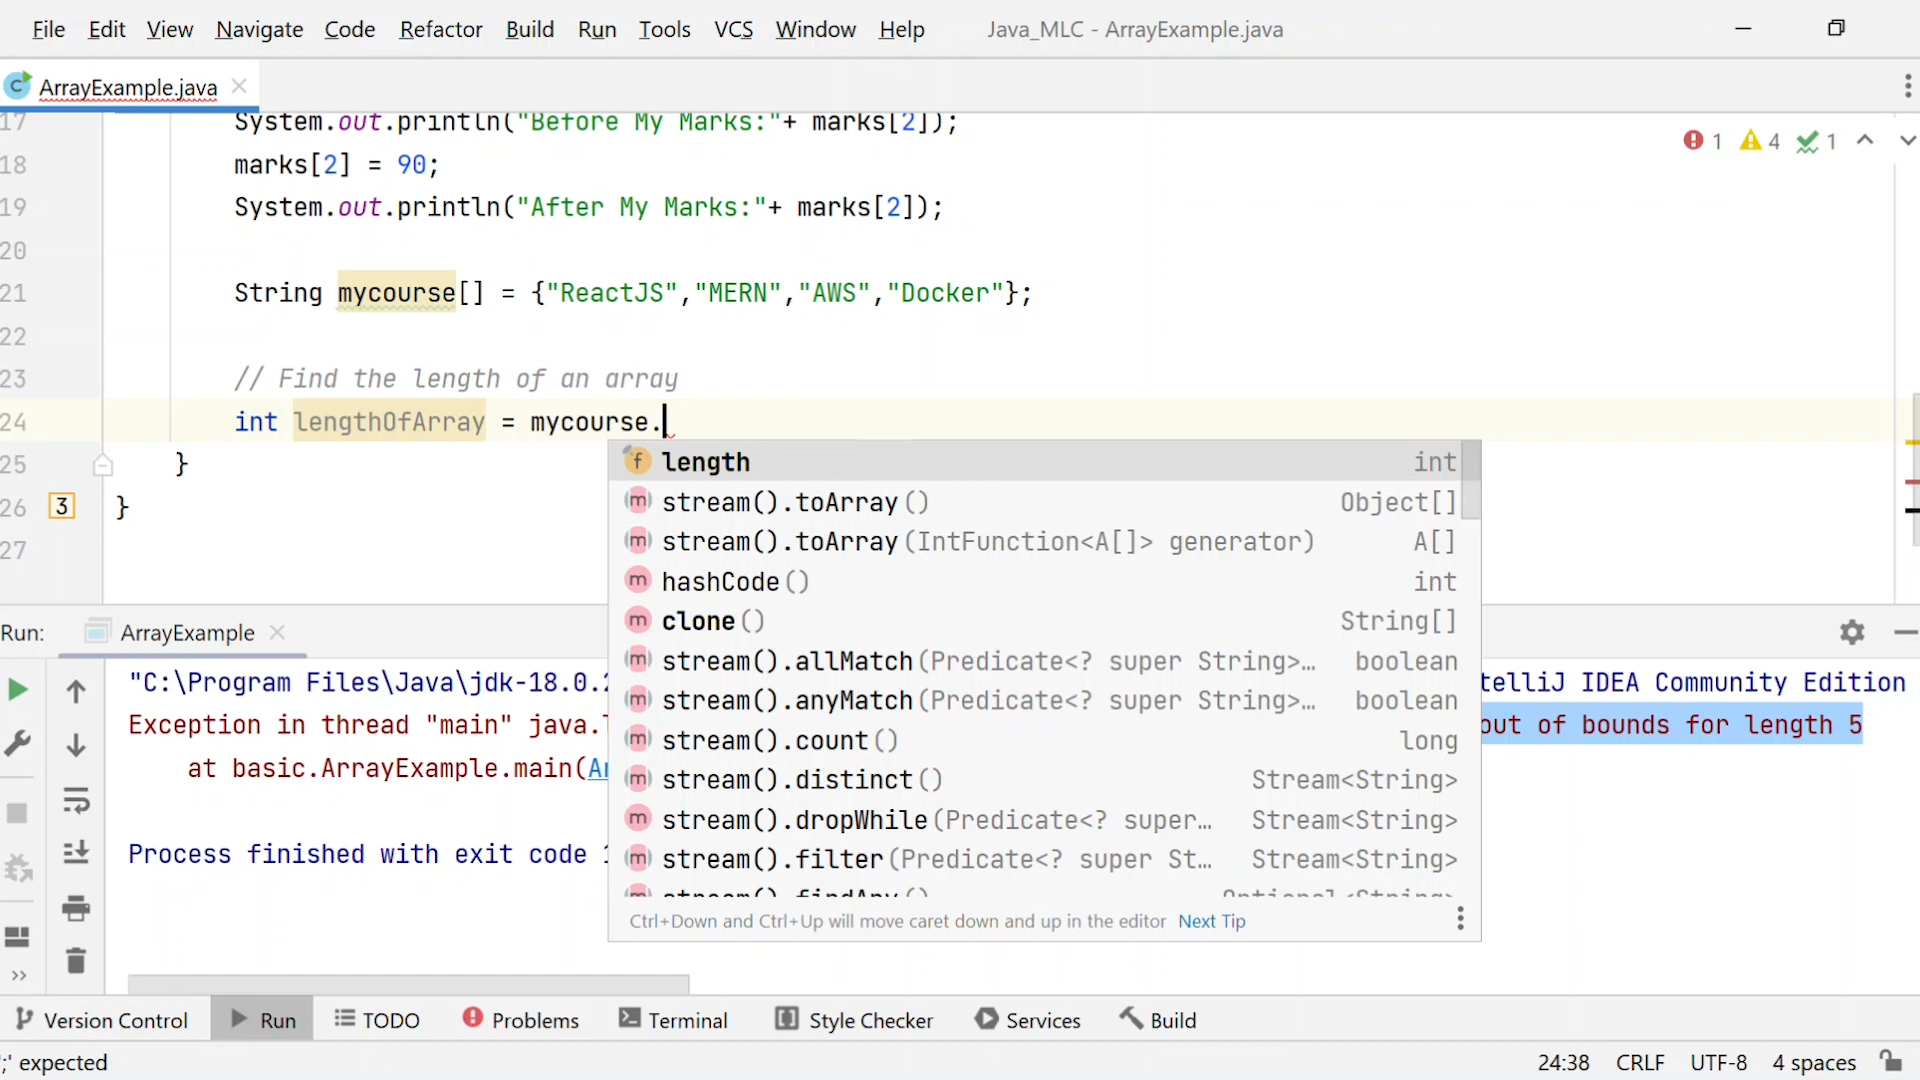 File Edit View Navigate Code Refactor Build Run Tools VCS Window Help Java_MLC - ArrayExample.java
C ArrayExample.java
17 System.out.println("Before My Marks:"+ marks[2]);
1 4 1
18 marks[2] = 90;
19 System.out.println("After My Marks:"+ marks[2]);
20
21 String mycourse[] = {"ReactJS","MERN","AWS","Docker"};
22
23 // Find the length of an array
24 int lengthOfArray = mycourse.
25 }
26 3 }
27
f length int
m stream().toArray() Object[]
m stream().toArray(IntFunction<A[]> generator) A[]
m hashCode() int
m clone() String[]
m stream().allMatch(Predicate<? super String>… boolean
m stream().anyMatch(Predicate<? super String>… boolean
m stream().count() long
m stream().distinct() Stream<String>
m stream().dropWhile(Predicate<? super… Stream<String>
m stream().filter(Predicate<? super St… Stream<String>
m stream().findAny() Optional<String>
Ctrl+Down and Ctrl+Up will move caret down and up in the editor Next Tip
Run: ArrayExample
"C:\Program Files\Java\jdk-18.0. telliJ IDEA Community Edition
Exception in thread "main" java. out of bounds for length 5
at basic.ArrayExample.main(
Process finished with exit code
Version Control Run TODO Problems Terminal Style Checker Services Build
';' expected 24:38 CRLF UTF-8 4 spaces